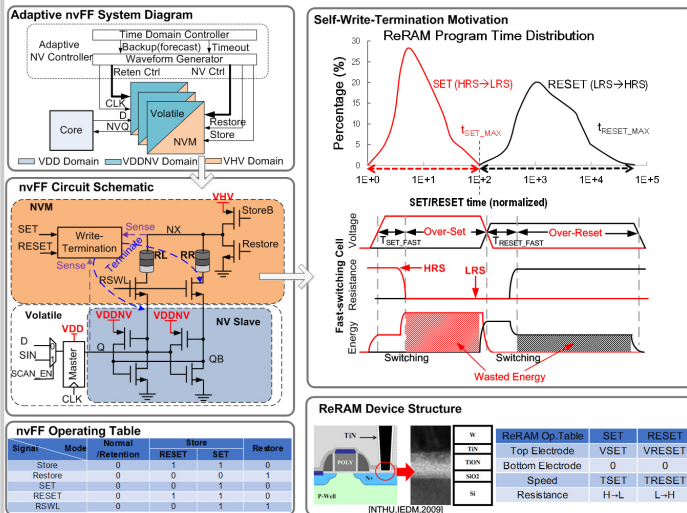 Adaptive nvFF System Diagram
Time Domain Controller
Backup(forecast)
Timeout
Adaptive
NV Controller
Waveform Generator
Reten Ctrl
NV Ctrl
CLK
D
NVQ
Core
Volatile
NVM
Restore
Store
VDD Domain
VDDNV Domain
VHV Domain
nvFF Circuit Schematic
NVM
VHV
StoreB
SET
RESET
Write-
Termination
Sense
NX
Terminate
Sense
RL
RR
Restore
RSWL
Volatile
VDDNV
VDDNV
NV Slave
VDD
D
SIN
SCAN_EN
Master
Q
QB
CLK
nvFF Operating Table
Signal
Mode
Normal
/Retention
Store
RESET
SET
Restore
Store 0 1 1 0
Restore 0 0 0 1
SET 0 0 1 0
RESET 0 1 1 0
RSWL 0 0 1 1
Self-Write-Termination Motivation
ReRAM Program Time Distribution
Percentage (%)
30
25
20
15
10
5
0
SET (HRS→LRS)
RESET (LRS→HRS)
tSET_MAX
tRESET_MAX
1E+0 1E+1 1E+2 1E+3 1E+4 1E+5
SET/RESET time (normalized)
Fast-switching Cell
Voltage
TSET_FAST
Over-Set
TRESET_FAST
Over-Reset
Resistance
HRS
LRS
Energy
Switching
Switching
Wasted Energy
ReRAM Device Structure
TiN
POLY
N+
P-Well
W
TiN
TiON
SiO2
Si
[NTHU,IEDM,2009]
ReRAM Op.Table SET RESET
Top Electrode VSET VRESET
Bottom Electrode 0 0
Speed TSET TRESET
Resistance H→L L→H